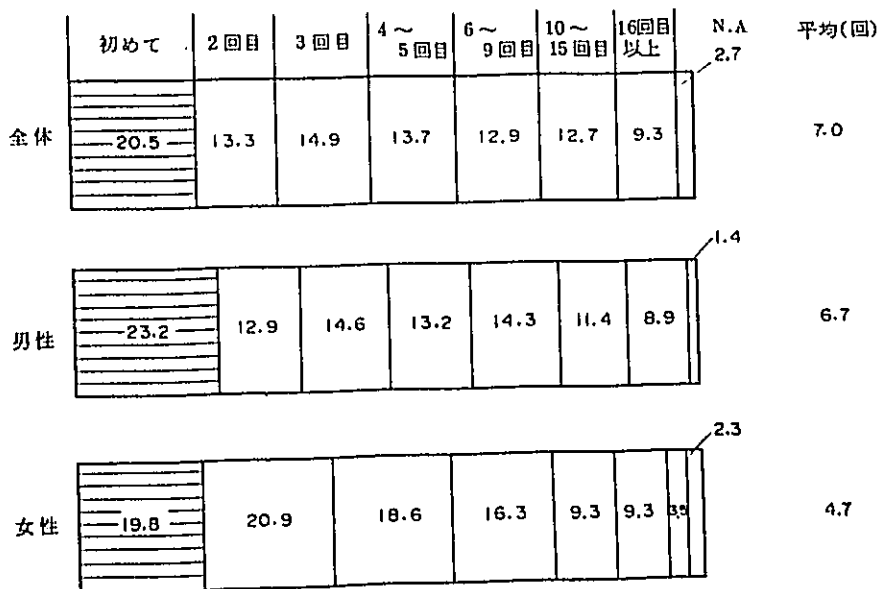 初めて 2回目 3回目 4～5回目 6～9回目 10～15回目 16回目以上 N.A 平均(回)
2.7
全体 20.5 13.3 14.9 13.7 12.9 12.7 9.3 7.0
1.4
男性 23.2 12.9 14.6 13.2 14.3 11.4 8.9 6.7
2.3
女性 19.8 20.9 18.6 16.3 9.3 9.3 3.5 4.7